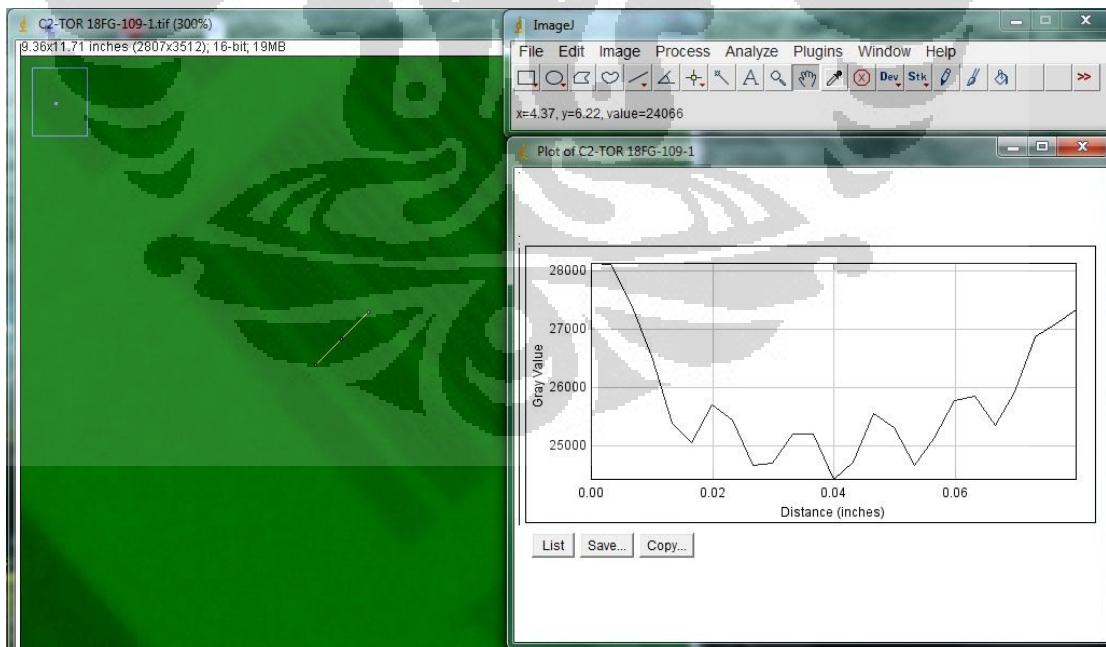 C2-TOR 18FG-109-1.tif (300%)
9.36x11.71 inches (2807x3512); 16-bit; 19MB
ImageJ
File Edit Image Process Analyze Plugins Window Help
A Dev Stk >>
x=4.37, y=6.22, value=24066
Plot of C2-TOR 18FG-109-1
28000
27000
26000
25000
Gray Value
0.00 0.02 0.04 0.06
Distance (inches)
List Save... Copy...